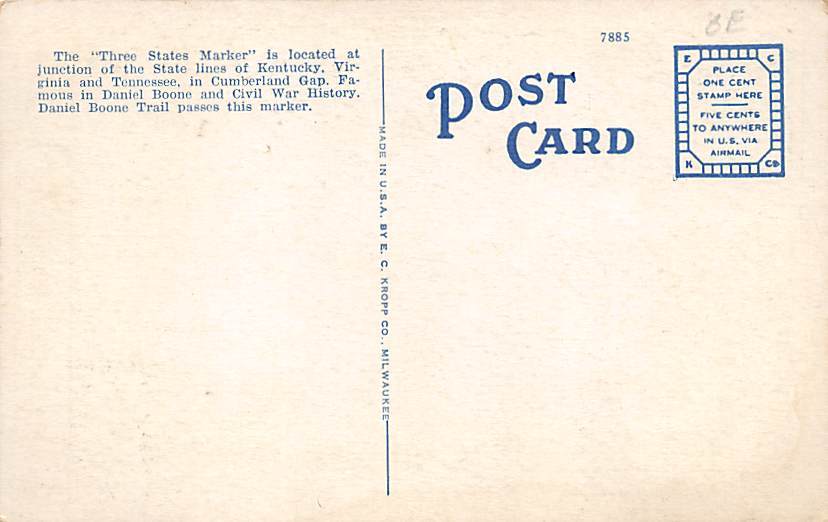 The "Three States Marker" is located at
junction of the State lines of Kentucky, Vir-
ginia and Tennessee, in Cumberland Gap. Fa-
mous in Daniel Boone and Civil War History.
Daniel Boone Trail passes this marker.
MADE IN U.S.A. BY E. C. KROPP CO., MILWAUKEE
7885
POST
CARD
E C
PLACE
ONE CENT
STAMP HERE
FIVE CENTS
TO ANYWHERE
IN U.S. VIA
AIRMAIL
K Co